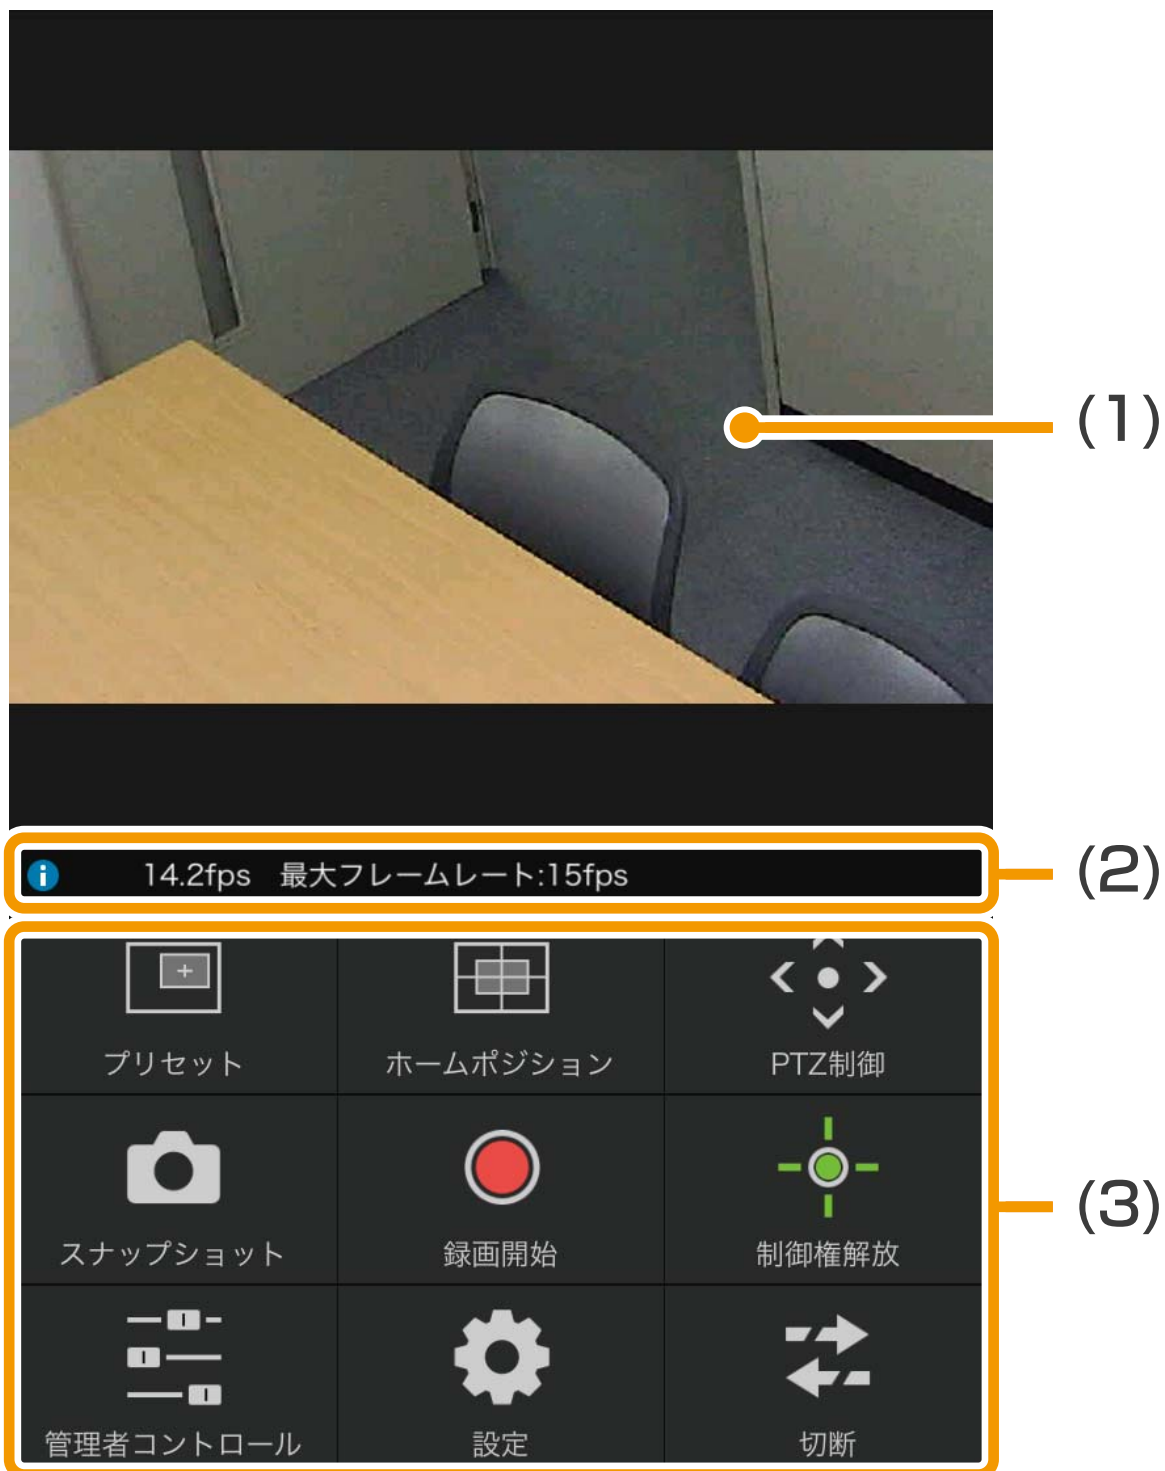 (1)
14.2fps 最大フレームレート:15fps
(2)
プリセット ホームポジション PTZ制御
スナップショット 録画開始 制御権解放
(3)
管理者コントロール 設定 切断